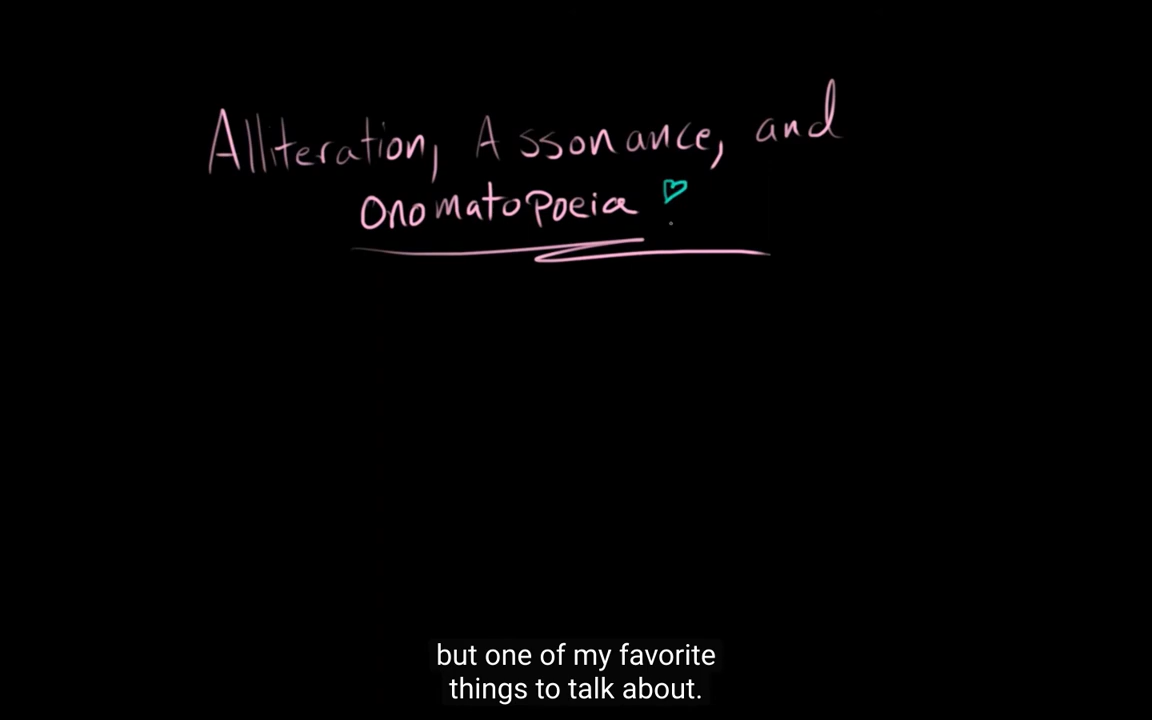 Alliteration, Assonance, and
Onomatopoeia
but one of my favorite
things to talk about.